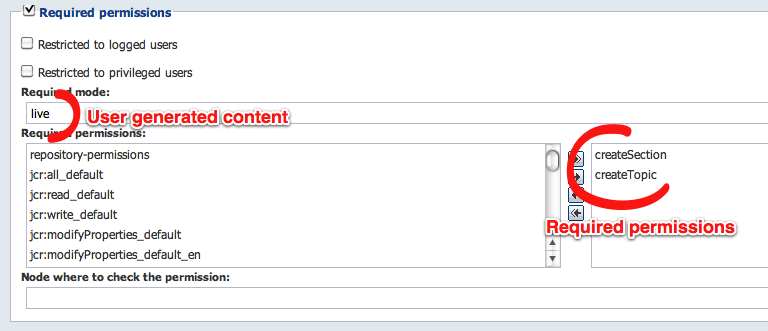 Required permissions
Restricted to logged users
Restricted to privileged users
Required mode:
live
User generated content
Required permissions:
repository-permissions
jcr:all_default
jcr:read_default
jcr:write_default
jcr:modifyProperties_default
jcr:modifyProperties_default_en
createSection
createTopic
Required permissions
Node where to check the permission: